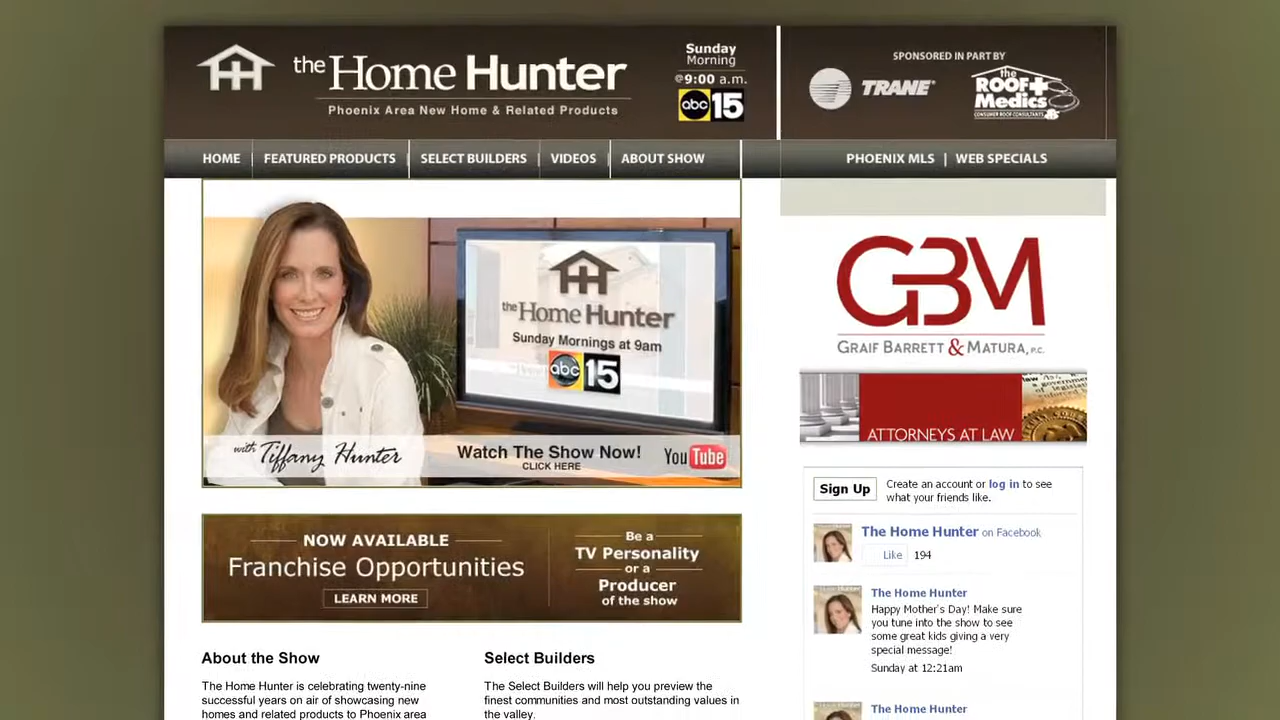 the Home Hunter
Phoenix Area New Home & Related Products
Sunday
Morning
@9:00 a.m.
abc 15
SPONSORED IN PART BY
TRANE
the
ROOF
Medics
CONSUMER ROOF CONSULTANTS
HOME
FEATURED PRODUCTS
SELECT BUILDERS
VIDEOS
ABOUT SHOW
PHOENIX MLS | WEB SPECIALS
the Home Hunter
Sunday Mornings at 9am
abc 15
with Tiffany Hunter
Watch The Show Now!
CLICK HERE
YouTube
NOW AVAILABLE
Franchise Opportunities
LEARN MORE
Be a
TV Personality
or a
Producer
of the show
About the Show
The Home Hunter is celebrating twenty-nine
successful years on air of showcasing new
homes and related products to Phoenix area
Select Builders
The Select Builders will help you preview the
finest communities and most outstanding values in
the valley.
GBM
GRAIF BARRETT & MATURA, P.C.
ATTORNEYS AT LAW
Sign Up
Create an account or log in to see
what your friends like.
The Home Hunter on Facebook
Like 194
The Home Hunter
Happy Mother's Day! Make sure
you tune into the show to see
some great kids giving a very
special message!
Sunday at 12:21am
The Home Hunter